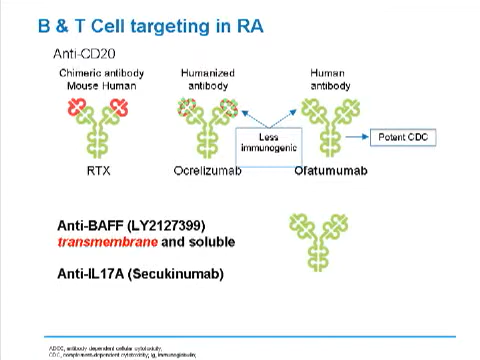 B & T Cell targeting in RA
Anti-CD20
Chimeric antibody
Mouse Human
Humanized
antibody
Human
antibody
Less
immunogenic
Potent CDC
RTX
Ocrelizumab
Ofatumumab
Anti-BAFF (LY2127399)
transmembrane and soluble
Anti-IL17A (Secukinumab)
ADCC, antibody-dependent cellular cytotoxicity;
CDC, complement-dependent cytotoxicity; Ig, immunoglobulin;